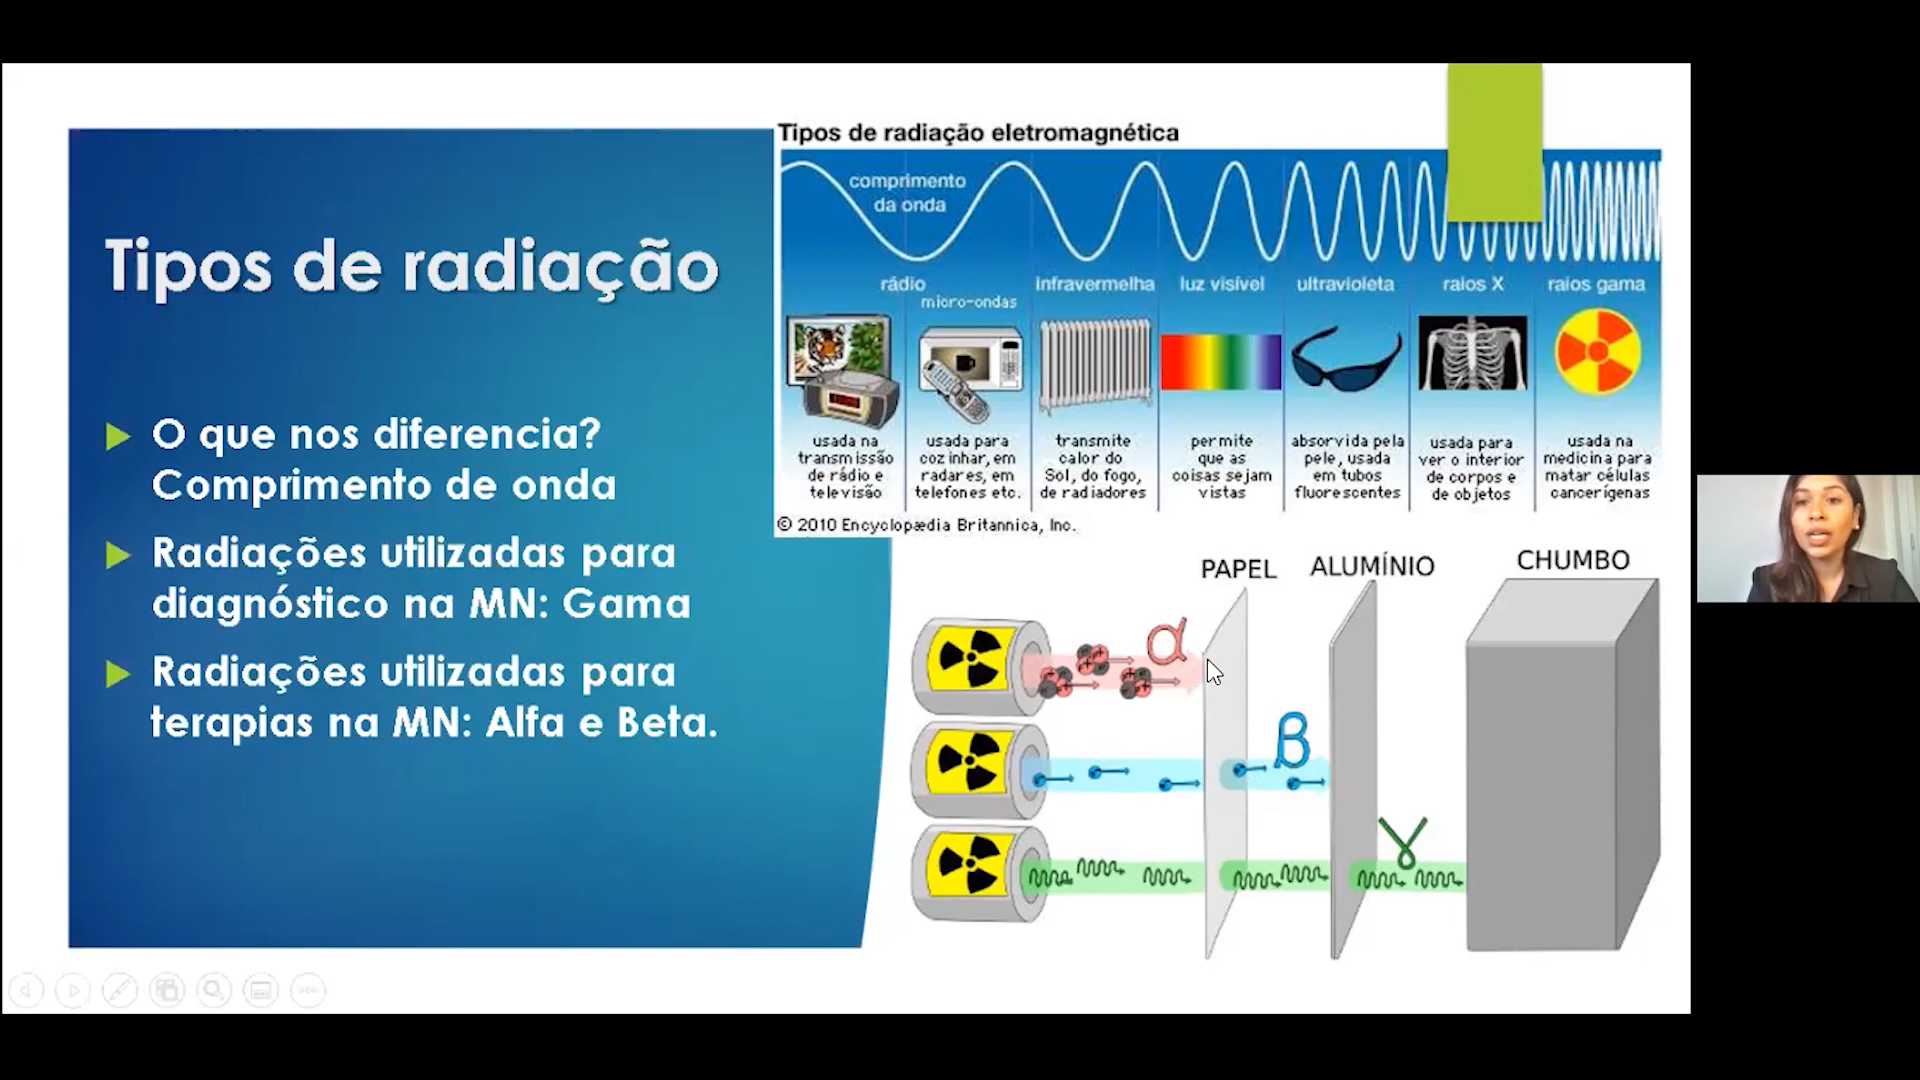 Tipos de radiação
O que nos diferencia?
Comprimento de onda
Radiações utilizadas para
diagnóstico na MN: Gama
Radiações utilizadas para
terapias na MN: Alfa e Beta.
Tipos de radiação eletromagnética
comprimento
da onda
rádio
micro-ondas
infravermelha
luz visível
ultravioleta
raios X
raios gama
usada na
transmissão
de rádio e
televisão
usada para
cozinhar, em
radares, em
telefones etc.
transmite
calor do
Sol, do fogo,
de radiadores
permite
que as
coisas sejam
vistas
absorvida pela
pele, usada
em tubos
fluorescentes
usada para
ver o interior
de corpos e
de objetos
usada na
medicina para
matar células
cancerígenas
© 2010 Encyclopædia Britannica, Inc.
PAPEL
ALUMÍNIO
CHUMBO
α
β
γ